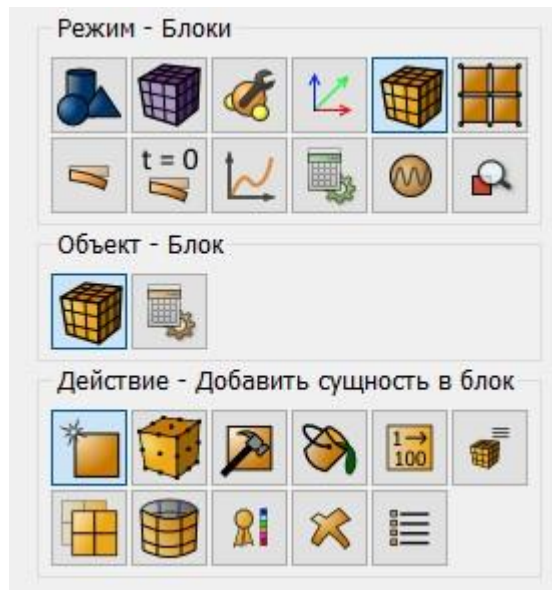 Режим - Блоки
t = 0
Объект - Блок
Действие - Добавить сущность в блок
1→
100